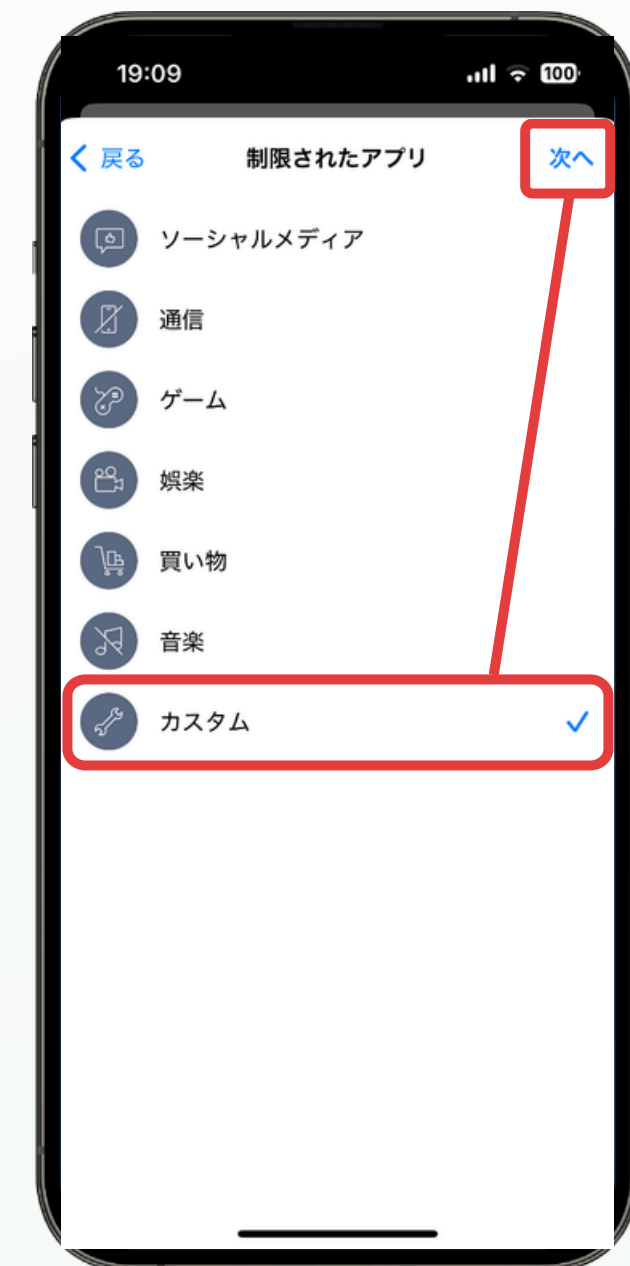 19:09
100
戻る
制限されたアプリ
次へ
ソーシャルメディア
通信
ゲーム
娯楽
買い物
音楽
カスタム